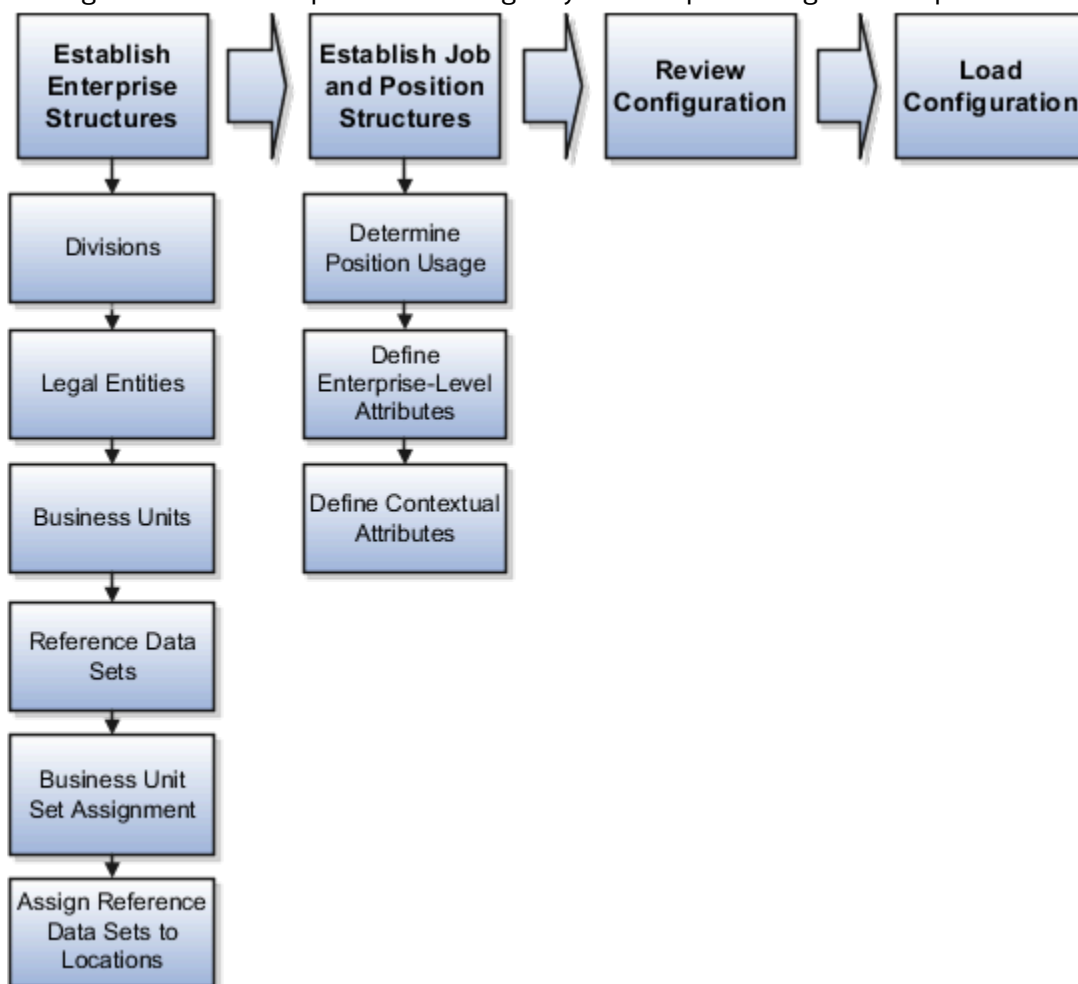 Establish
Enterprise
Structures
Establish Job
and Position
Structures
Review
Configuration
Load
Configuration
Divisions
Legal Entities
Business Units
Reference Data
Sets
Business Unit
Set Assignment
Assign Reference
Data Sets to
Locations
Determine
Position Usage
Define
Enterprise-Level
Attributes
Define Contextual
Attributes